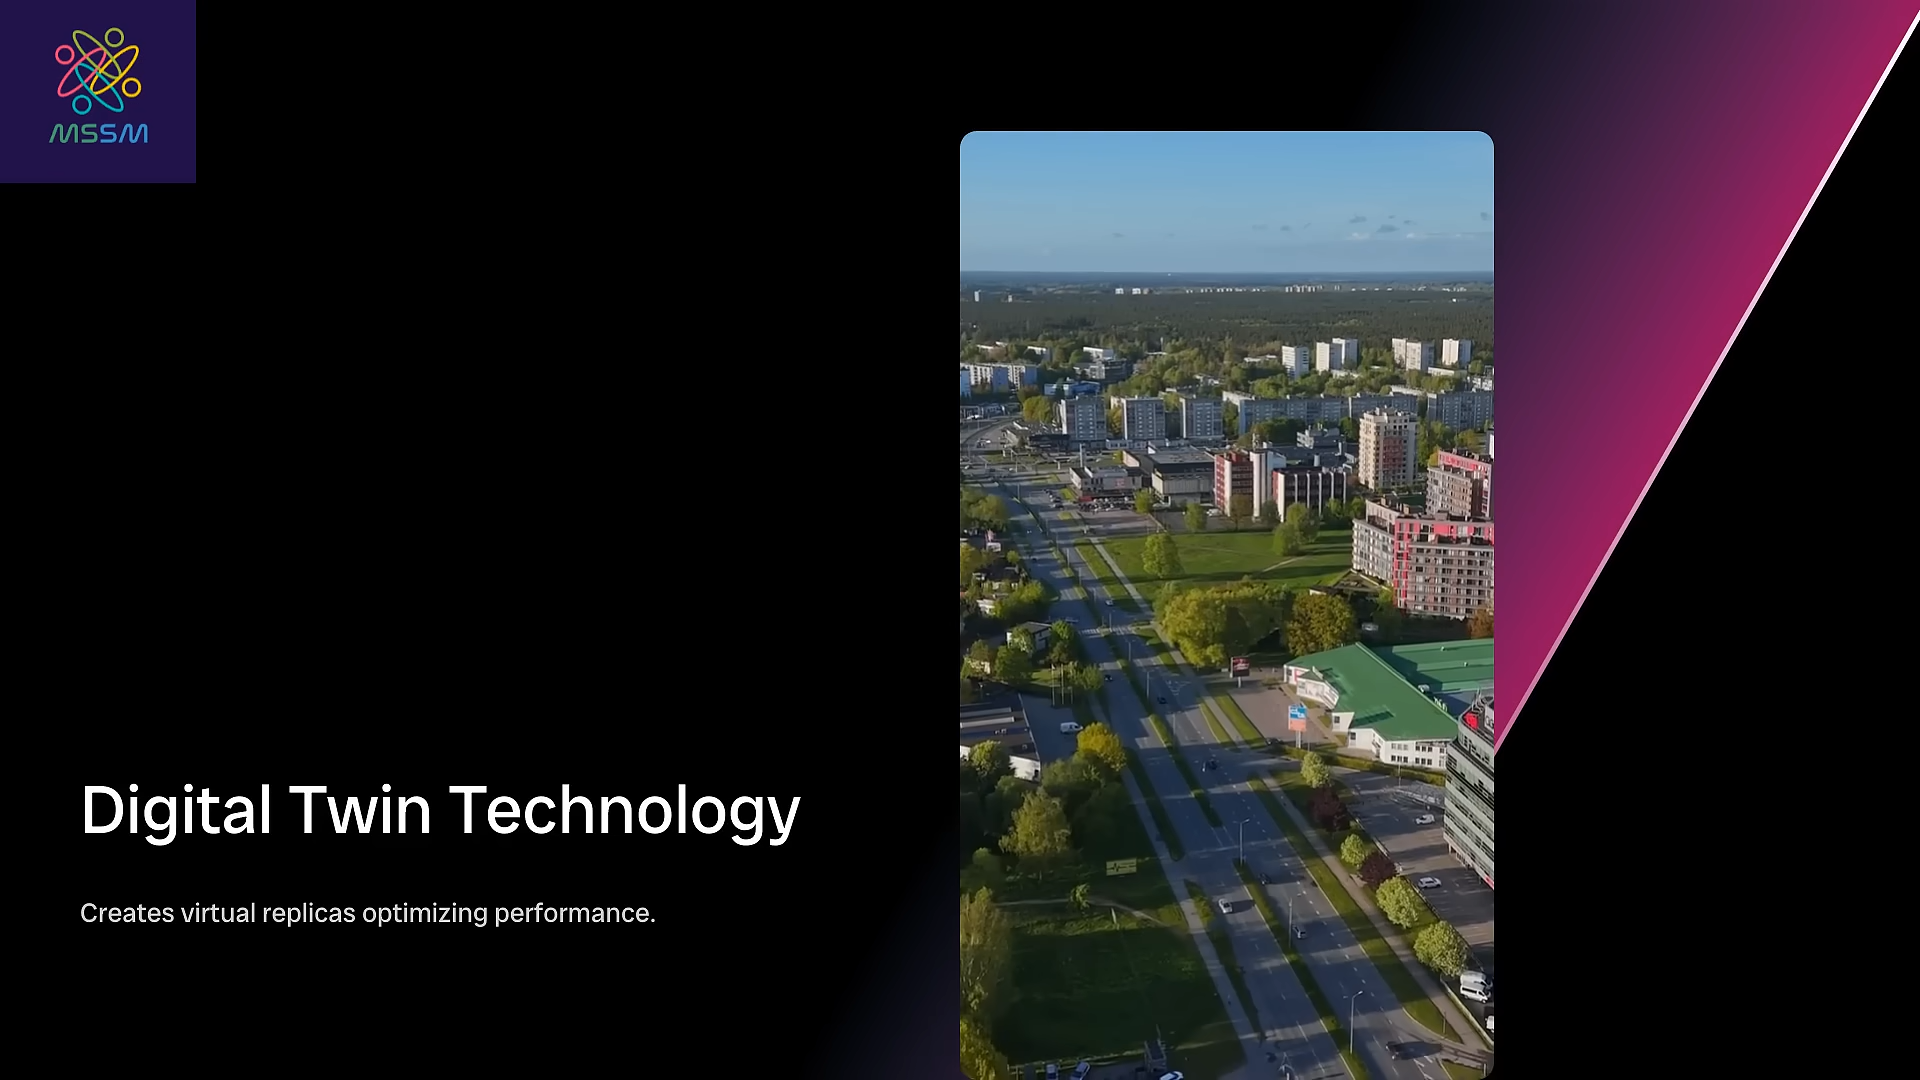 MSSM
Digital Twin Technology
Creates virtual replicas optimizing performance.